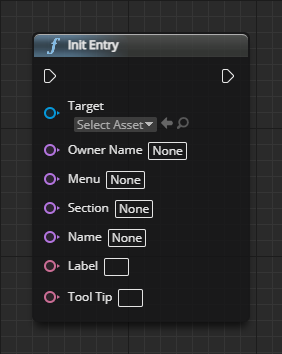 Init Entry
Target
Select Asset
Owner Name None
Menu None
Section None
Name None
Label
Tool Tip